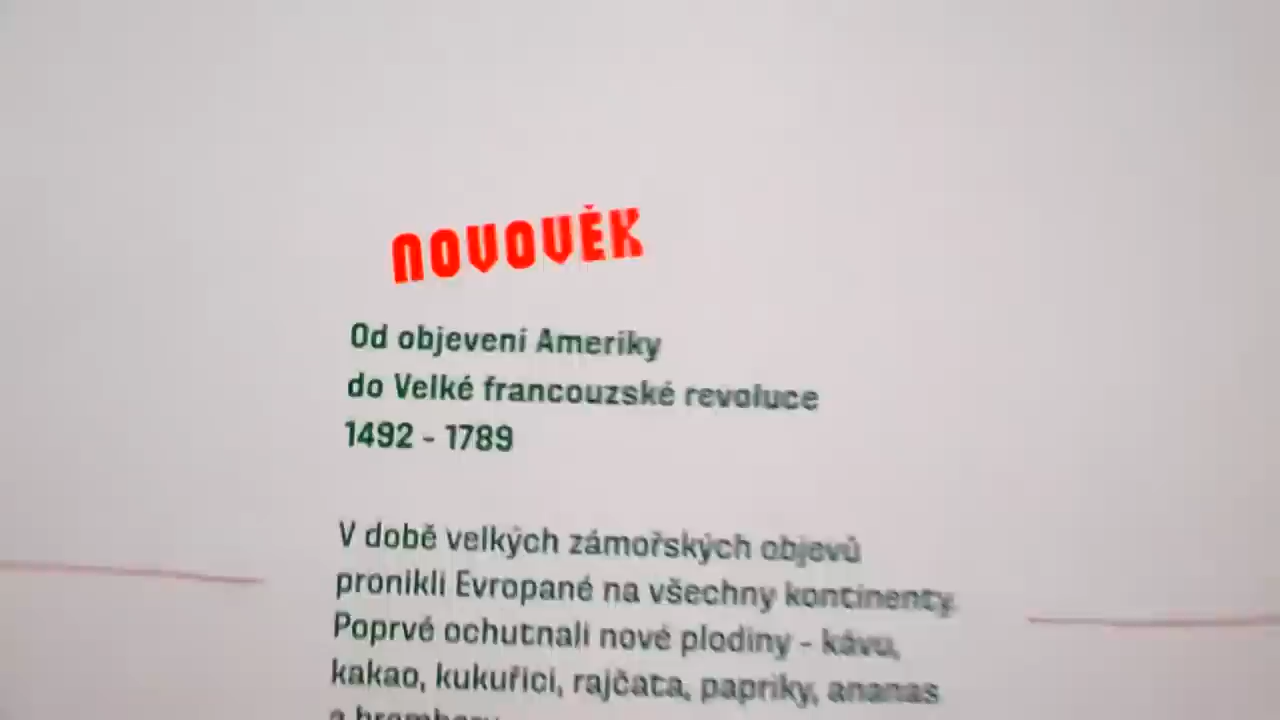 NOVOVĚK
Od objevení Ameriky
do Velké francouzské revoluce
1492 - 1789
V době velkých zámořských objevů
pronikli Evropané na všechny kontinenty.
Poprvé ochutnali nové plodiny - kávu,
kakao, kukuřici, rajčata, papriky, ananas
a brambory.